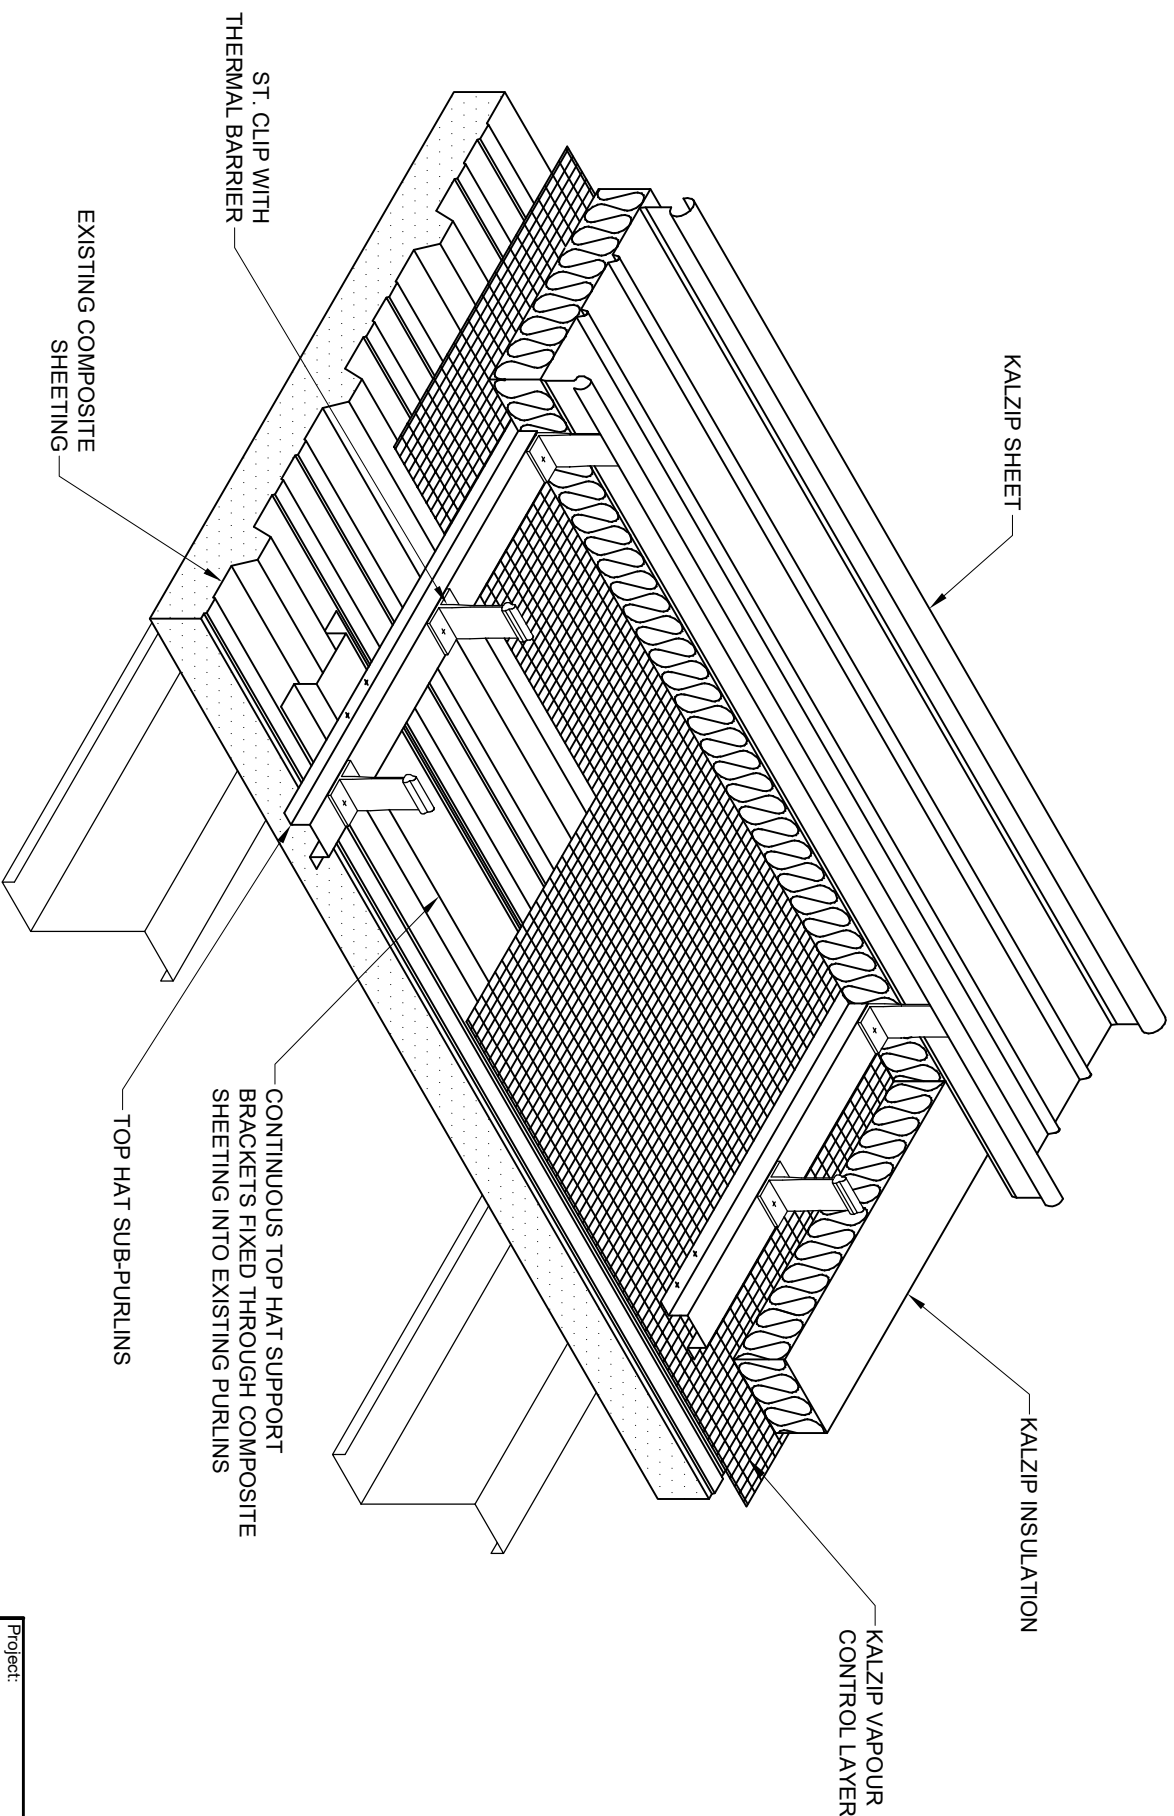 KALZIP SHEET
KALZIP INSULATION
KALZIP VAPOUR
CONTROL LAYER
ST. CLIP WITH
THERMAL BARRIER
EXISTING COMPOSITE
SHEETING
CONTINUOUS TOP HAT SUPPORT
BRACKETS FIXED THROUGH COMPOSITE
SHEETING INTO EXISTING PURLINS
TOP HAT SUB-PURLINS
Project: